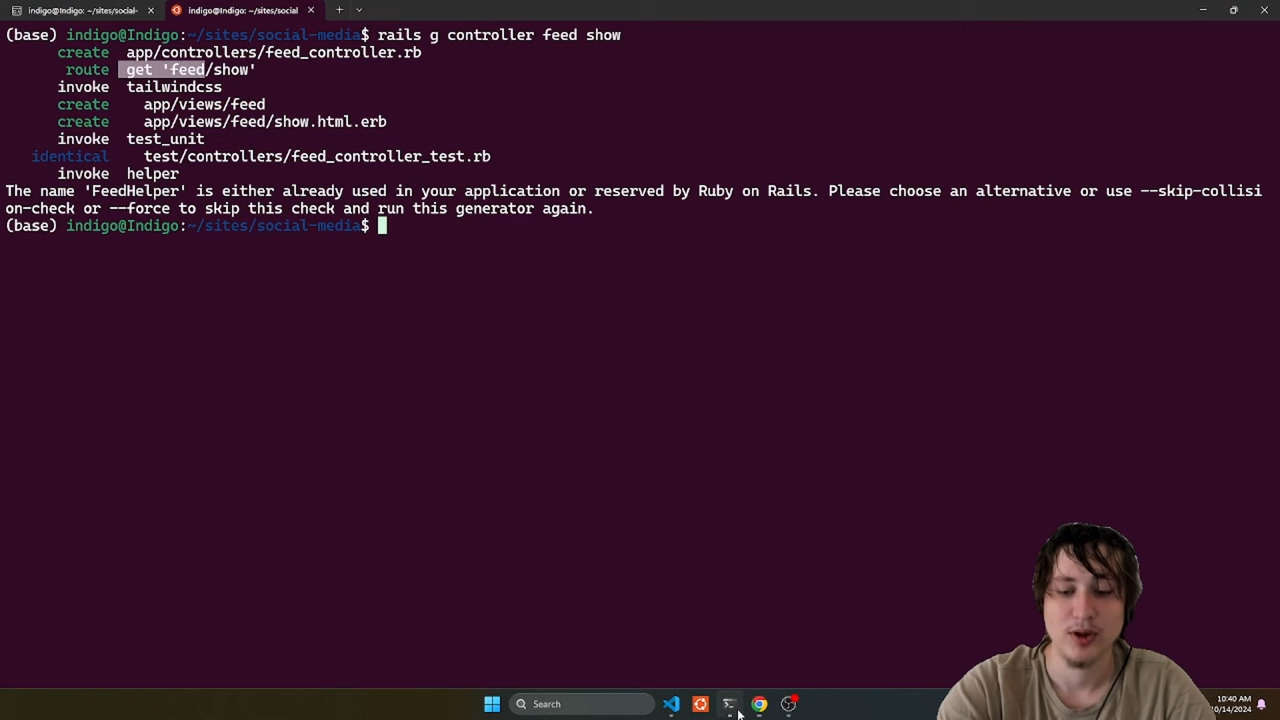 indigo@Indigo: ~/sites/social-
indigo@Indigo: ~/sites/social
(base) indigo@Indigo:~/sites/social-media$ rails g controller feed show
create app/controllers/feed_controller.rb
route get 'feed/show'
invoke tailwindcss
create app/views/feed
create app/views/feed/show.html.erb
invoke test_unit
identical test/controllers/feed_controller_test.rb
invoke helper
The name 'FeedHelper' is either already used in your application or reserved by Ruby on Rails. Please choose an alternative or use --skip-collisi
on-check or --force to skip this check and run this generator again.
(base) indigo@Indigo:~/sites/social-media$
Search
10:40 AM
10/14/2024